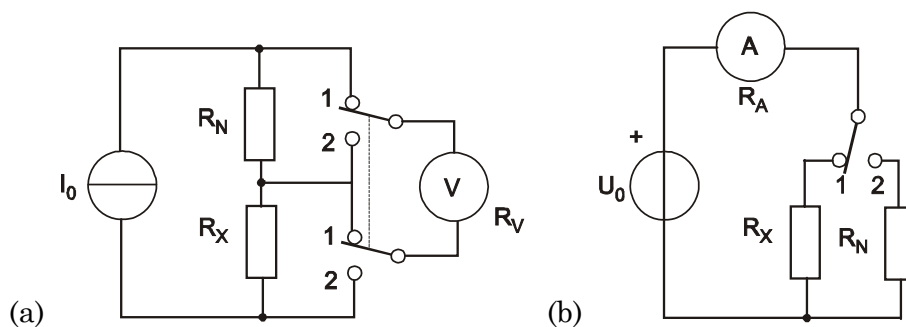 A
1
R_N
R_A
2
+
I_0
V
U_0
1 2
R_V
R_X
1
R_X
R_N
2
(a)
(b)